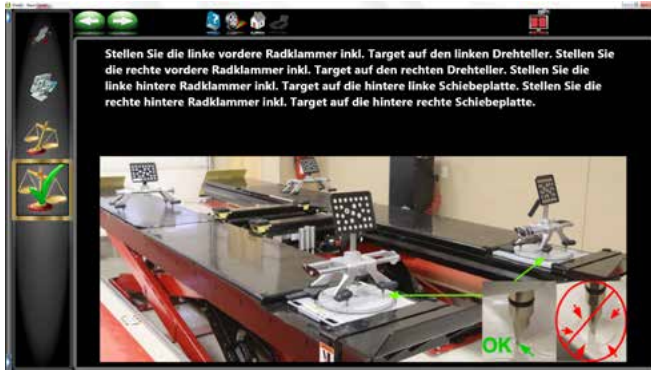 Stellen Sie die linke vordere Radklammer inkl. Target auf den linken Drehteller. Stellen Sie
die rechte vordere Radklammer inkl. Target auf den rechten Drehteller. Stellen Sie die
linke hintere Radklammer inkl. Target auf die hintere linke Schiebeplatte. Stellen Sie die
rechte hintere Radklammer inkl. Target auf die hintere rechte Schiebeplatte.
OK